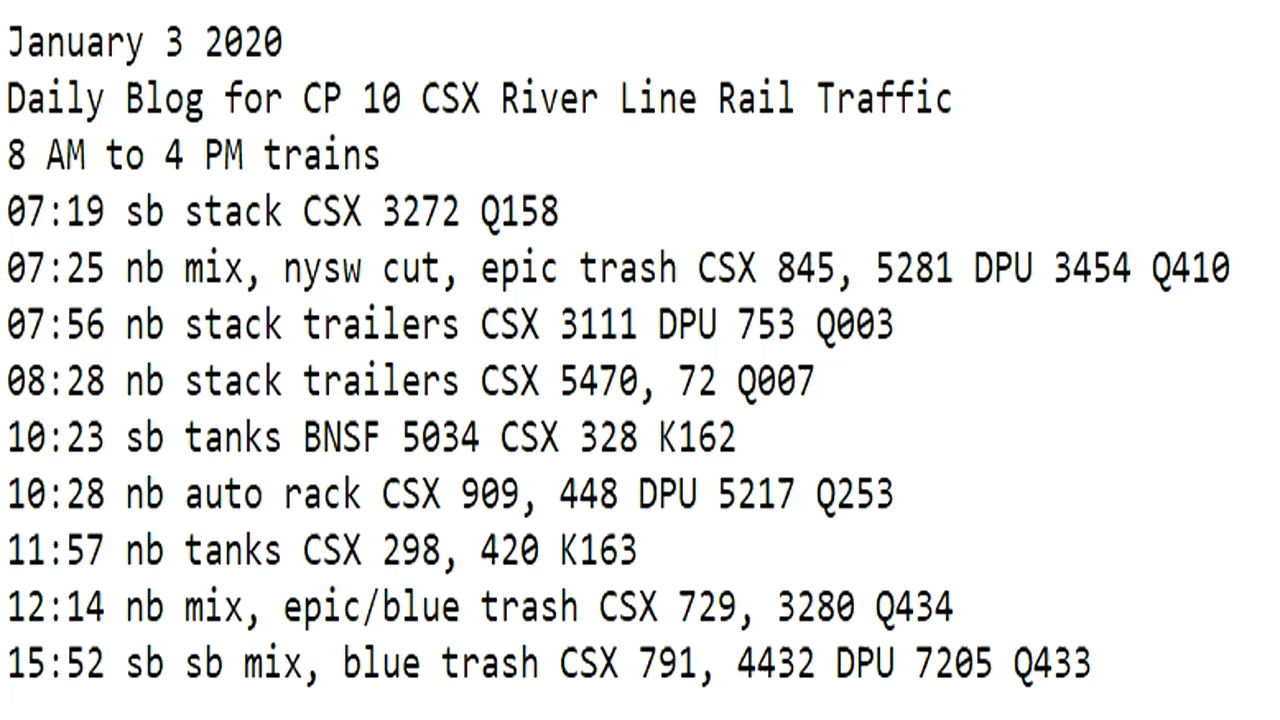 January 3 2020
Daily Blog for CP 10 CSX River Line Rail Traffic
8 AM to 4 PM trains
07:19 sb stack CSX 3272 Q158
07:25 nb mix, nysw cut, epic trash CSX 845, 5281 DPU 3454 Q410
07:56 nb stack trailers CSX 3111 DPU 753 Q003
08:28 nb stack trailers CSX 5470, 72 Q007
10:23 sb tanks BNSF 5034 CSX 328 K162
10:28 nb auto rack CSX 909, 448 DPU 5217 Q253
11:57 nb tanks CSX 298, 420 K163
12:14 nb mix, epic/blue trash CSX 729, 3280 Q434
15:52 sb sb mix, blue trash CSX 791, 4432 DPU 7205 Q433